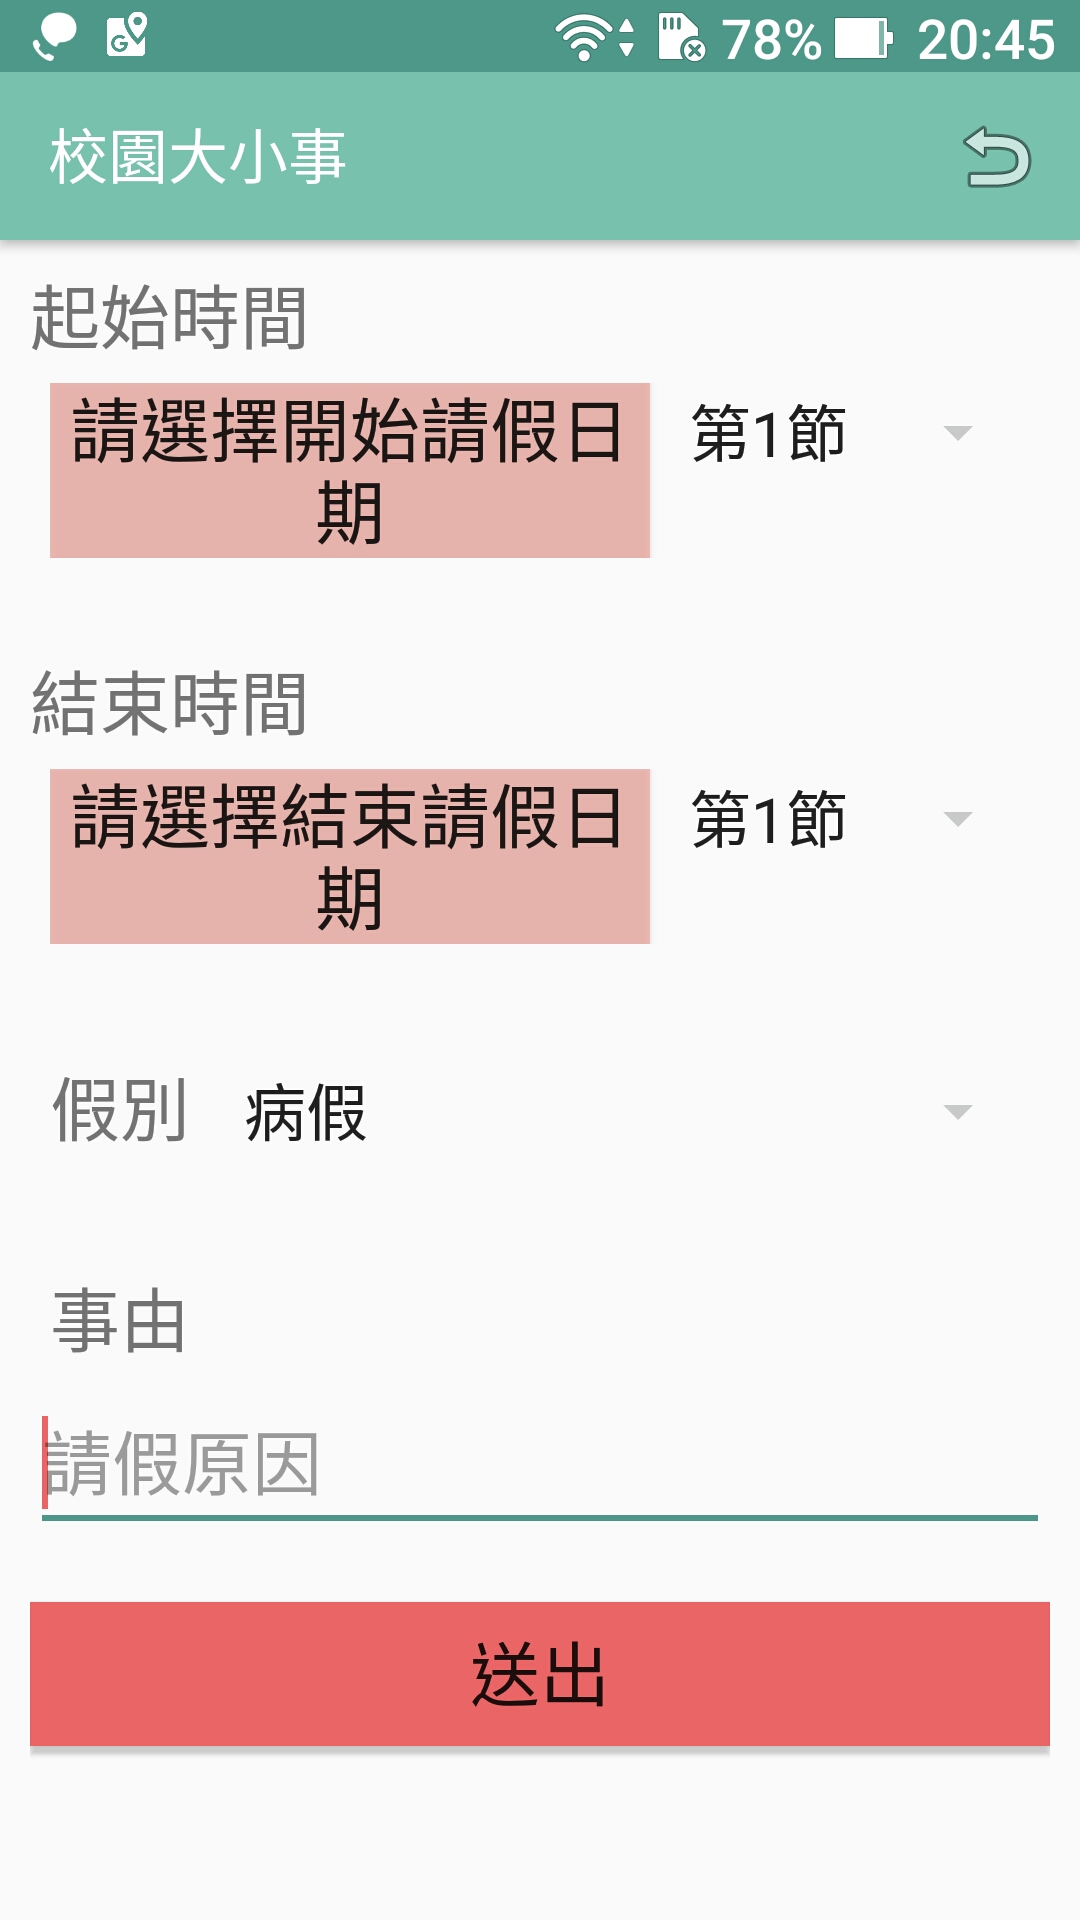 78% 20:45
校園大小事
起始時間
請選擇開始請假日
期
第1節
結束時間
請選擇結束請假日
期
第1節
假別 病假
事由
請假原因
送出